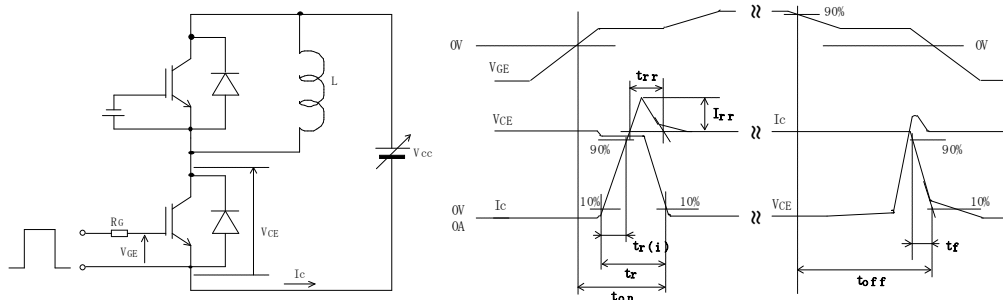 L
Vcc
RG
VGE
VCE
Ic
0V
VGE
trr
Irr
VCE
90%
Ic
10%
10%
0V
0A
tr(i)
tr
ton
90%
0V
Ic
90%
VCE
10%
tf
toff